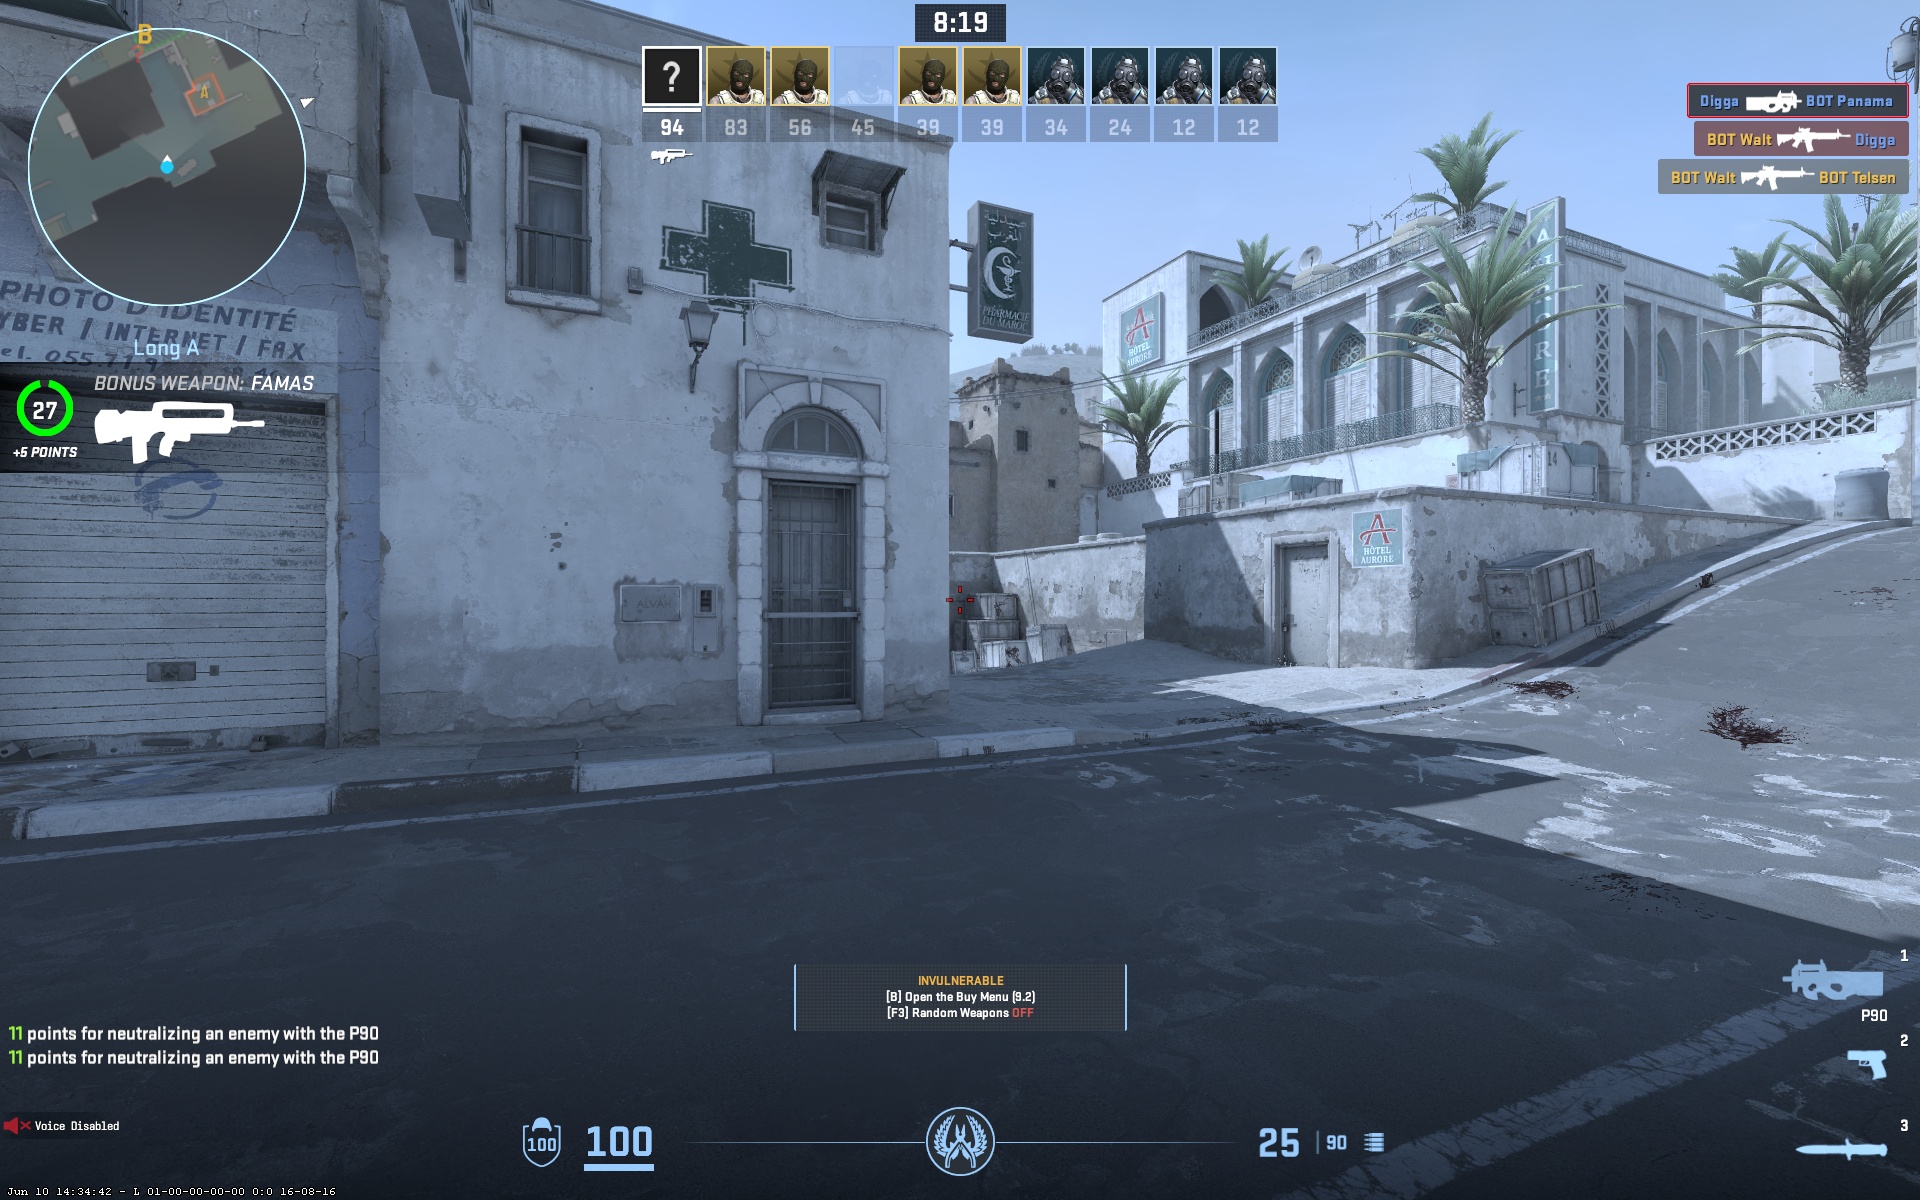 8:19
B
A
?
94 83 56 45 39 39 34 24 12 12
Digga BOT Panama
BOT Walt Digga
BOT Walt BOT Telsen
PHOTO D'IDENTITÉ
YBER / INTERNET / FAX
Long A
BONUS WEAPON: FAMAS
27
+5 POINTS
PHARMACIE
DU MAROC
A
HÔTEL
AURORE
14
A
HÔTEL
AURORE
ALVAH
INVULNERABLE
[B] Open the Buy Menu (9.2)
[F3] Random Weapons OFF
11 points for neutralizing an enemy with the P90
11 points for neutralizing an enemy with the P90
Voice Disabled
100
100
25 | 90
1
P90
2
3
Jun 10 14:34:42 - L 01-00-00-00-00 0:0 16-08-16